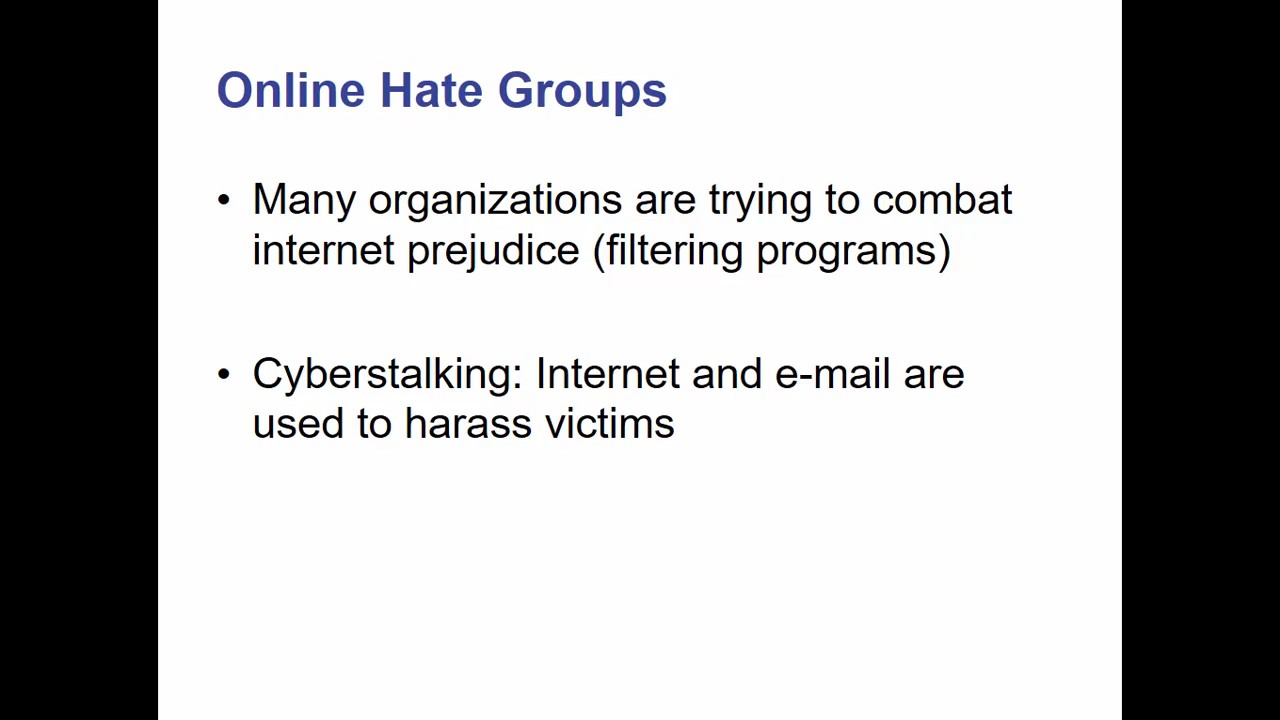 Online Hate Groups
• Many organizations are trying to combat
internet prejudice (filtering programs)
• Cyberstalking: Internet and e-mail are
used to harass victims